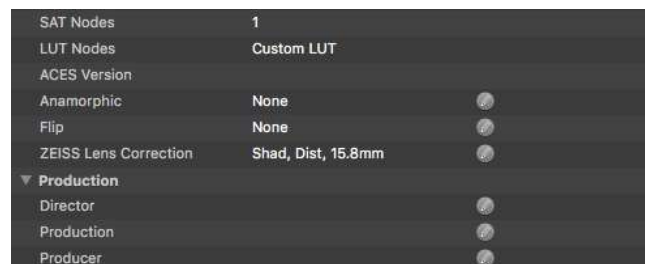 SAT Nodes 1
LUT Nodes Custom LUT
ACES Version
Anamorphic None
Flip None
ZEISS Lens Correction Shad, Dist, 15.8mm
Production
Director
Production
Producer